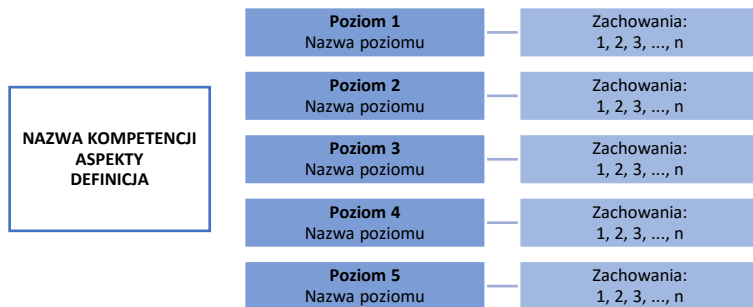 NAZWA KOMPETENCJI
ASPEKTY
DEFINICJA
Poziom 1
Nazwa poziomu
Zachowania:
1, 2, 3, ..., n
Poziom 2
Nazwa poziomu
Zachowania:
1, 2, 3, ..., n
Poziom 3
Nazwa poziomu
Zachowania:
1, 2, 3, ..., n
Poziom 4
Nazwa poziomu
Zachowania:
1, 2, 3, ..., n
Poziom 5
Nazwa poziomu
Zachowania:
1, 2, 3, ..., n